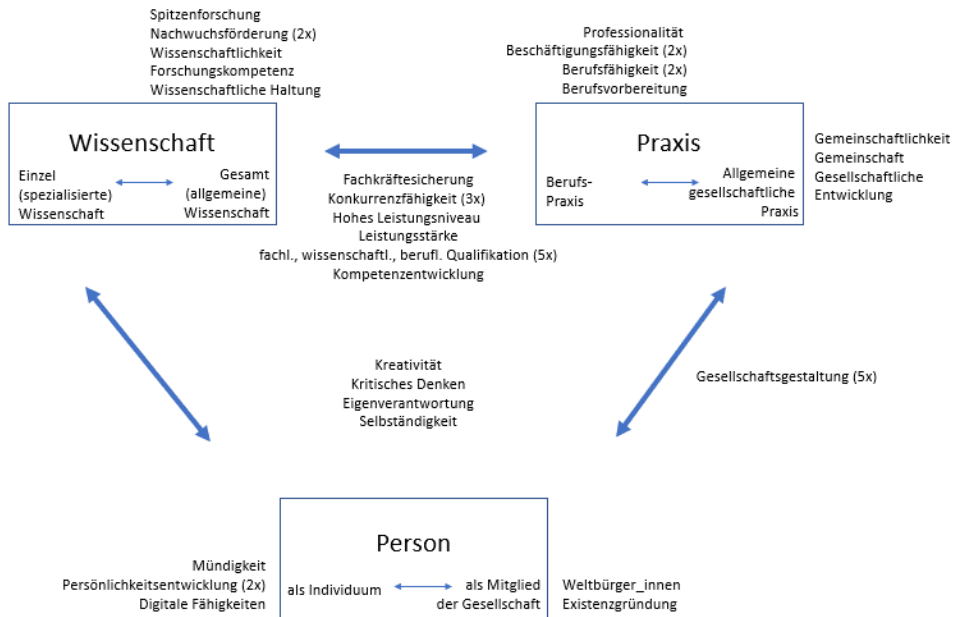 Spitzenforschung
Nachwuchsförderung (2x)
Wissenschaftlichkeit
Forschungskompetenz
Wissenschaftliche Haltung
Professionalität
Beschäftigungsfähigkeit (2x)
Berufsfähigkeit (2x)
Berufsvorbereitung
Wissenschaft
Einzel
(spezialisierte)
Wissenschaft
Gesamt
(allgemeine)
Wissenschaft
Praxis
Berufs-
Praxis
Allgemeine
gesellschaftliche
Praxis
Gemeinschaftlichkeit
Gemeinschaft
Gesellschaftliche
Entwicklung
Fachkräftesicherung
Konkurrenzfähigkeit (3x)
Hohes Leistungsniveau
Leistungsstärke
fachl., wissenschaftl., berufl. Qualifikation (5x)
Kompetenzentwicklung
Kreativität
Kritisches Denken
Eigenverantwortung
Selbständigkeit
Gesellschaftsgestaltung (5x)
Mündigkeit
Persönlichkeitsentwicklung (2x)
Digitale Fähigkeiten
Person
als Individuum
als Mitglied
der Gesellschaft
Weltbürger_innen
Existenzgründung